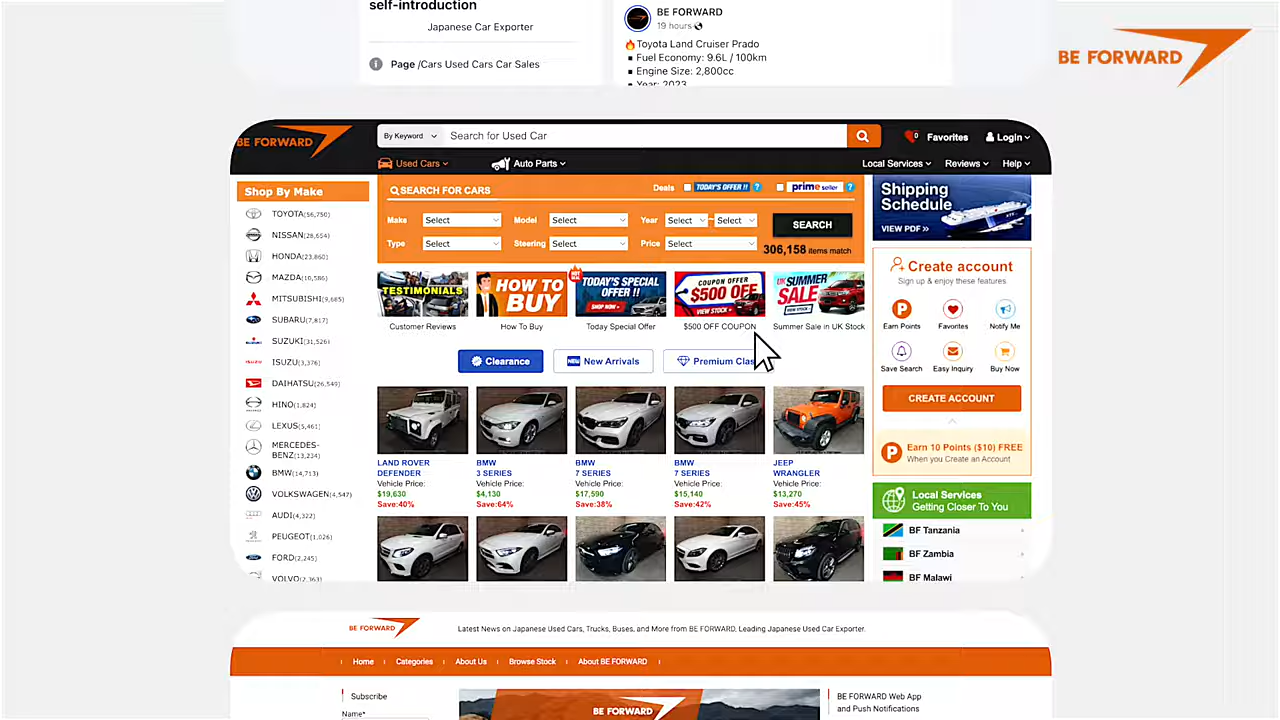 self-introduction
Japanese Car Exporter
Page /Cars Used Cars Car Sales
BE FORWARD
19 hours
Toyota Land Cruiser Prado
Fuel Economy: 9.6L / 100km
Engine Size: 2,800cc
Year: 2023
BE FORWARD
BE FORWARD
By Keyword
Search for Used Car
0
Favorites
Login
Used Cars
Auto Parts
Local Services
Reviews
Help
Shop By Make
TOYOTA(56,750)
NISSAN(28,654)
HONDA(23,860)
MAZDA(10,586)
MITSUBISHI(9,685)
SUBARU(7,817)
SUZUKI(31,526)
ISUZU(3,376)
DAIHATSU(26,549)
HINO(1,824)
LEXUS(5,461)
MERCEDES-
BENZ(13,234)
BMW(14,713)
VOLKSWAGEN(4,547)
AUDI(4,322)
PEUGEOT(1,026)
FORD(2,245)
VOLVO(2,363)
SEARCH FOR CARS
Deals
TODAY'S OFFER !!
?
prime seller
?
Make
Select
Model
Select
Year
Select
~
Select
SEARCH
Type
Select
Steering
Select
Price
Select
306,158 items match
TESTIMONIALS
HOW TO
BUY
TODAY'S SPECIAL
OFFER !!
SHOP NOW
COUPON OFFER
$500 OFF
VIEW STOCK
UK SUMMER
SALE
VIEW STOCK
Customer Reviews
How To Buy
Today Special Offer
$500 OFF COUPON
Summer Sale in UK Stock
Clearance
NEW
New Arrivals
Premium Clas
LAND ROVER
DEFENDER
Vehicle Price:
$19,630
Save:40%
BMW
3 SERIES
Vehicle Price:
$4,130
Save:64%
BMW
7 SERIES
Vehicle Price:
$17,590
Save:38%
BMW
7 SERIES
Vehicle Price:
$15,140
Save:42%
JEEP
WRANGLER
Vehicle Price:
$13,270
Save:45%
Shipping
Schedule
VIEW PDF »
Create account
Sign up & enjoy these features
P
Earn Points
Favorites
Notify Me
Save Search
Easy Inquiry
Buy Now
CREATE ACCOUNT
P
Earn 10 Points ($10) FREE
When you Create an Account
Local Services
Getting Closer To You
BF Tanzania
BF Zambia
BF Malawi
BE FORWARD
Latest News on Japanese Used Cars, Trucks, Buses, and More from BE FORWARD, Leading Japanese Used Car Exporter.
Home
Categories
About Us
Browse Stock
About BE FORWARD
Subscribe
Name*
BE FORWARD
BE FORWARD Web App
and Push Notifications